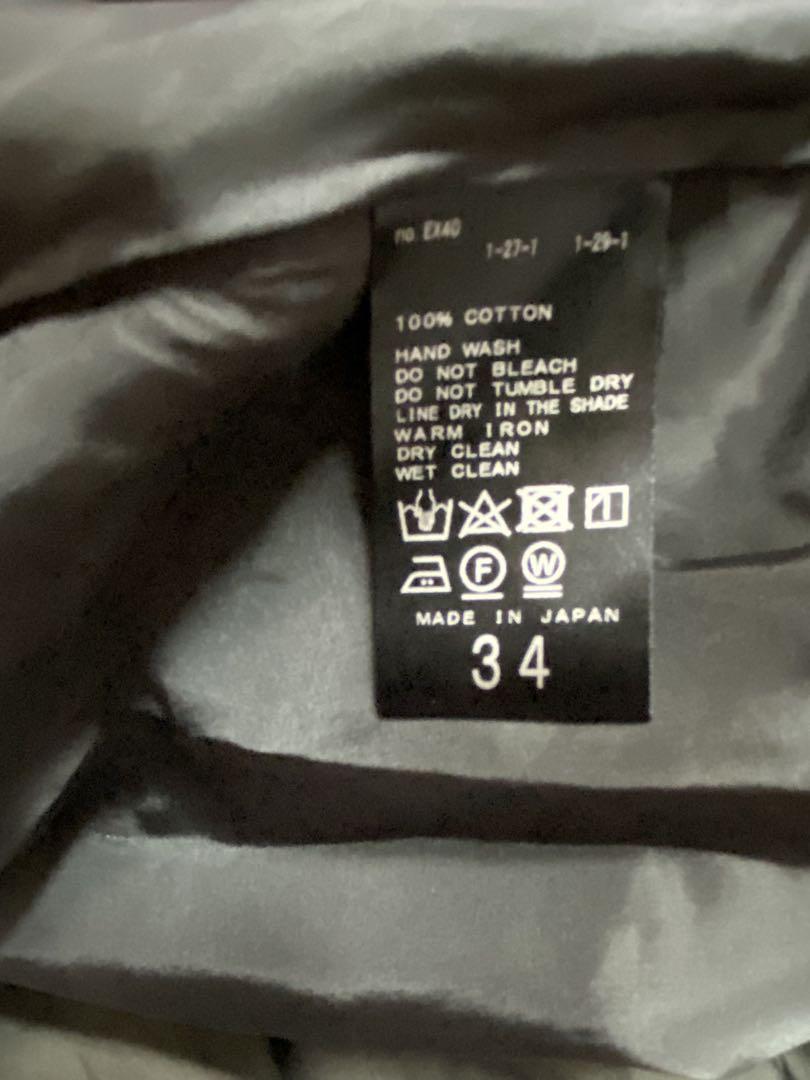 no. EX40
1-27-1 1-29-1
100% COTTON
HAND WASH
DO NOT BLEACH
DO NOT TUMBLE DRY
LINE DRY IN THE SHADE
WARM IRON
DRY CLEAN
WET CLEAN
F W
MADE IN JAPAN
34